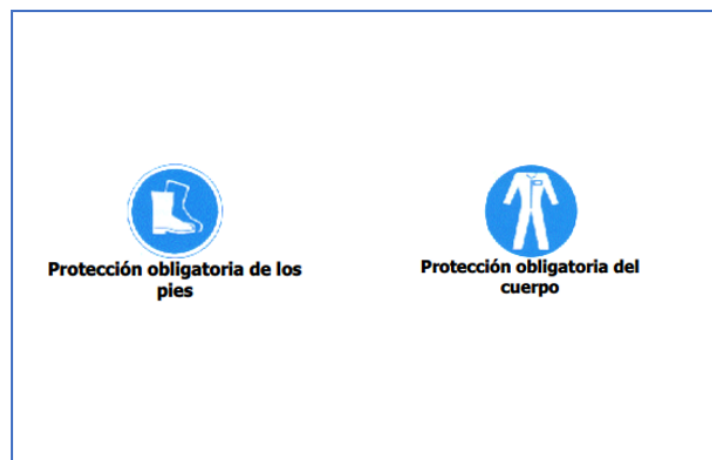 Protección obligatoria de los
pies
Protección obligatoria del
cuerpo